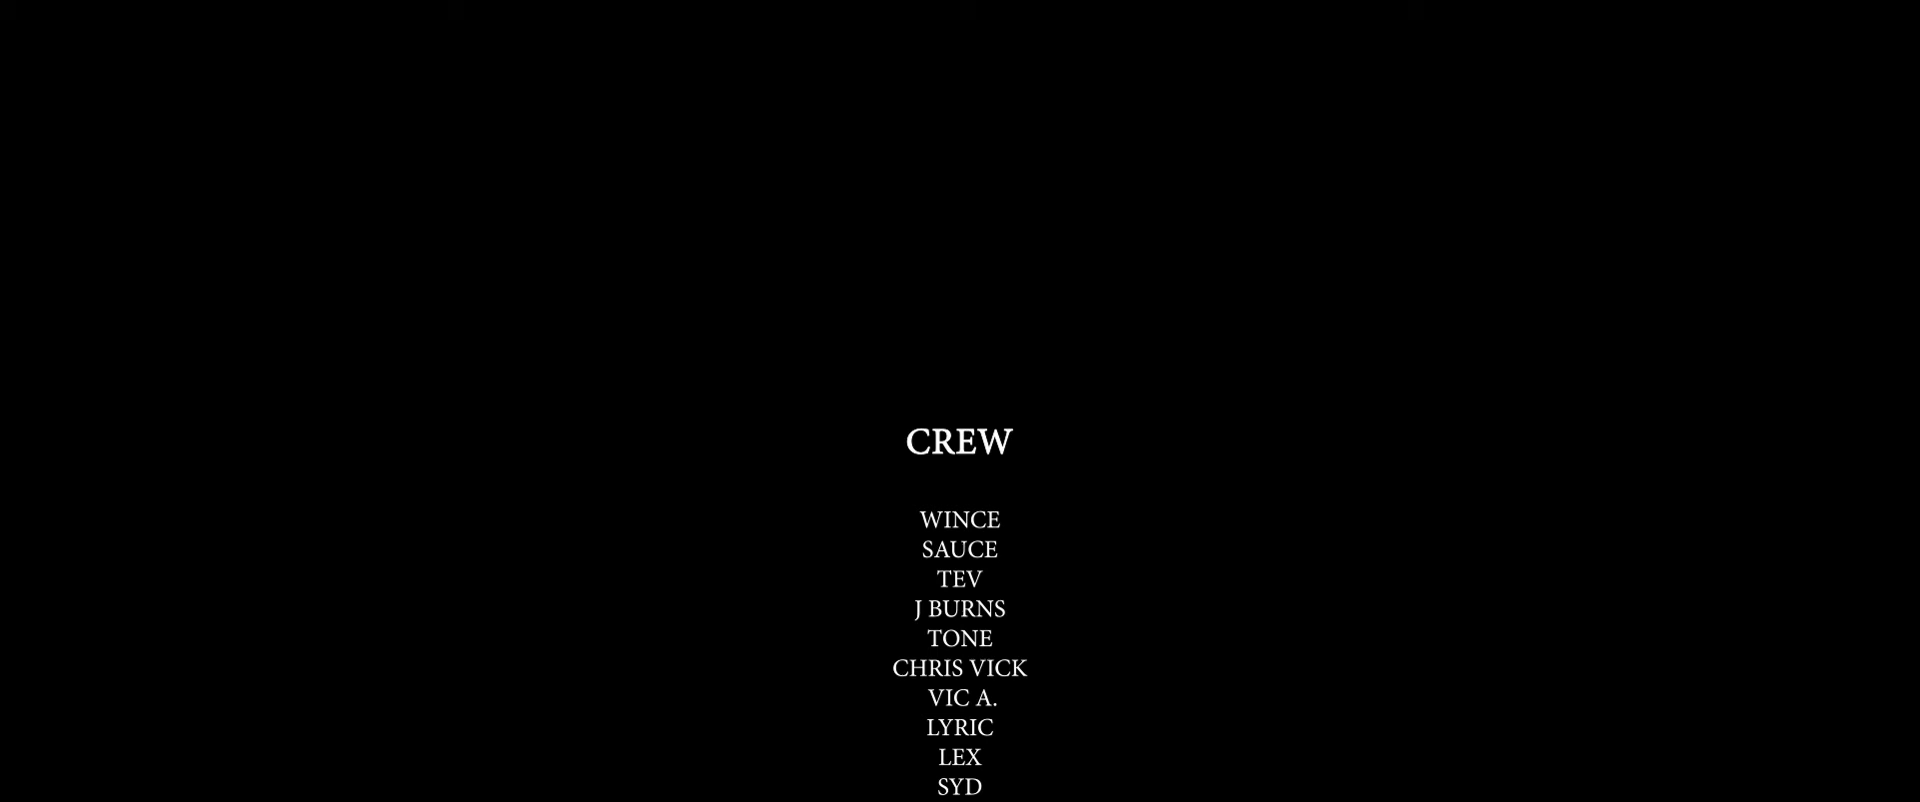 CREW
WINCE
SAUCE
TEV
J BURNS
TONE
CHRIS VICK
VIC A.
LYRIC
LEX
SYD